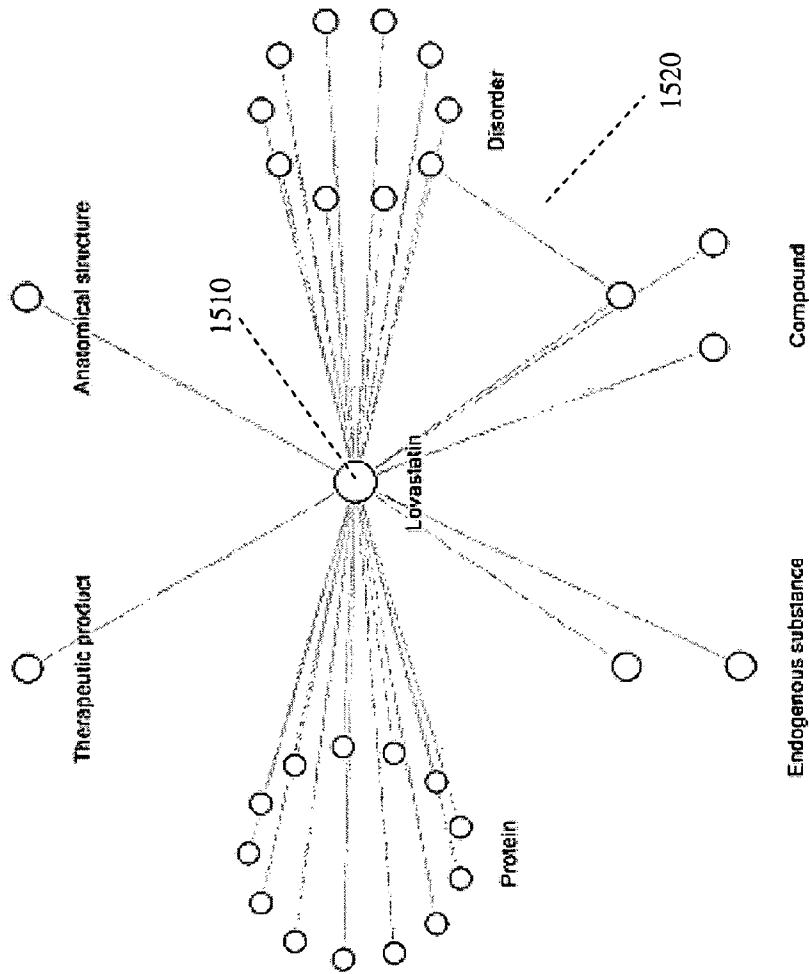 Therapeutic product
Anatomical structure
1510
Lovastatin
Protein
Disorder
1520
Endogenous substance
Compound